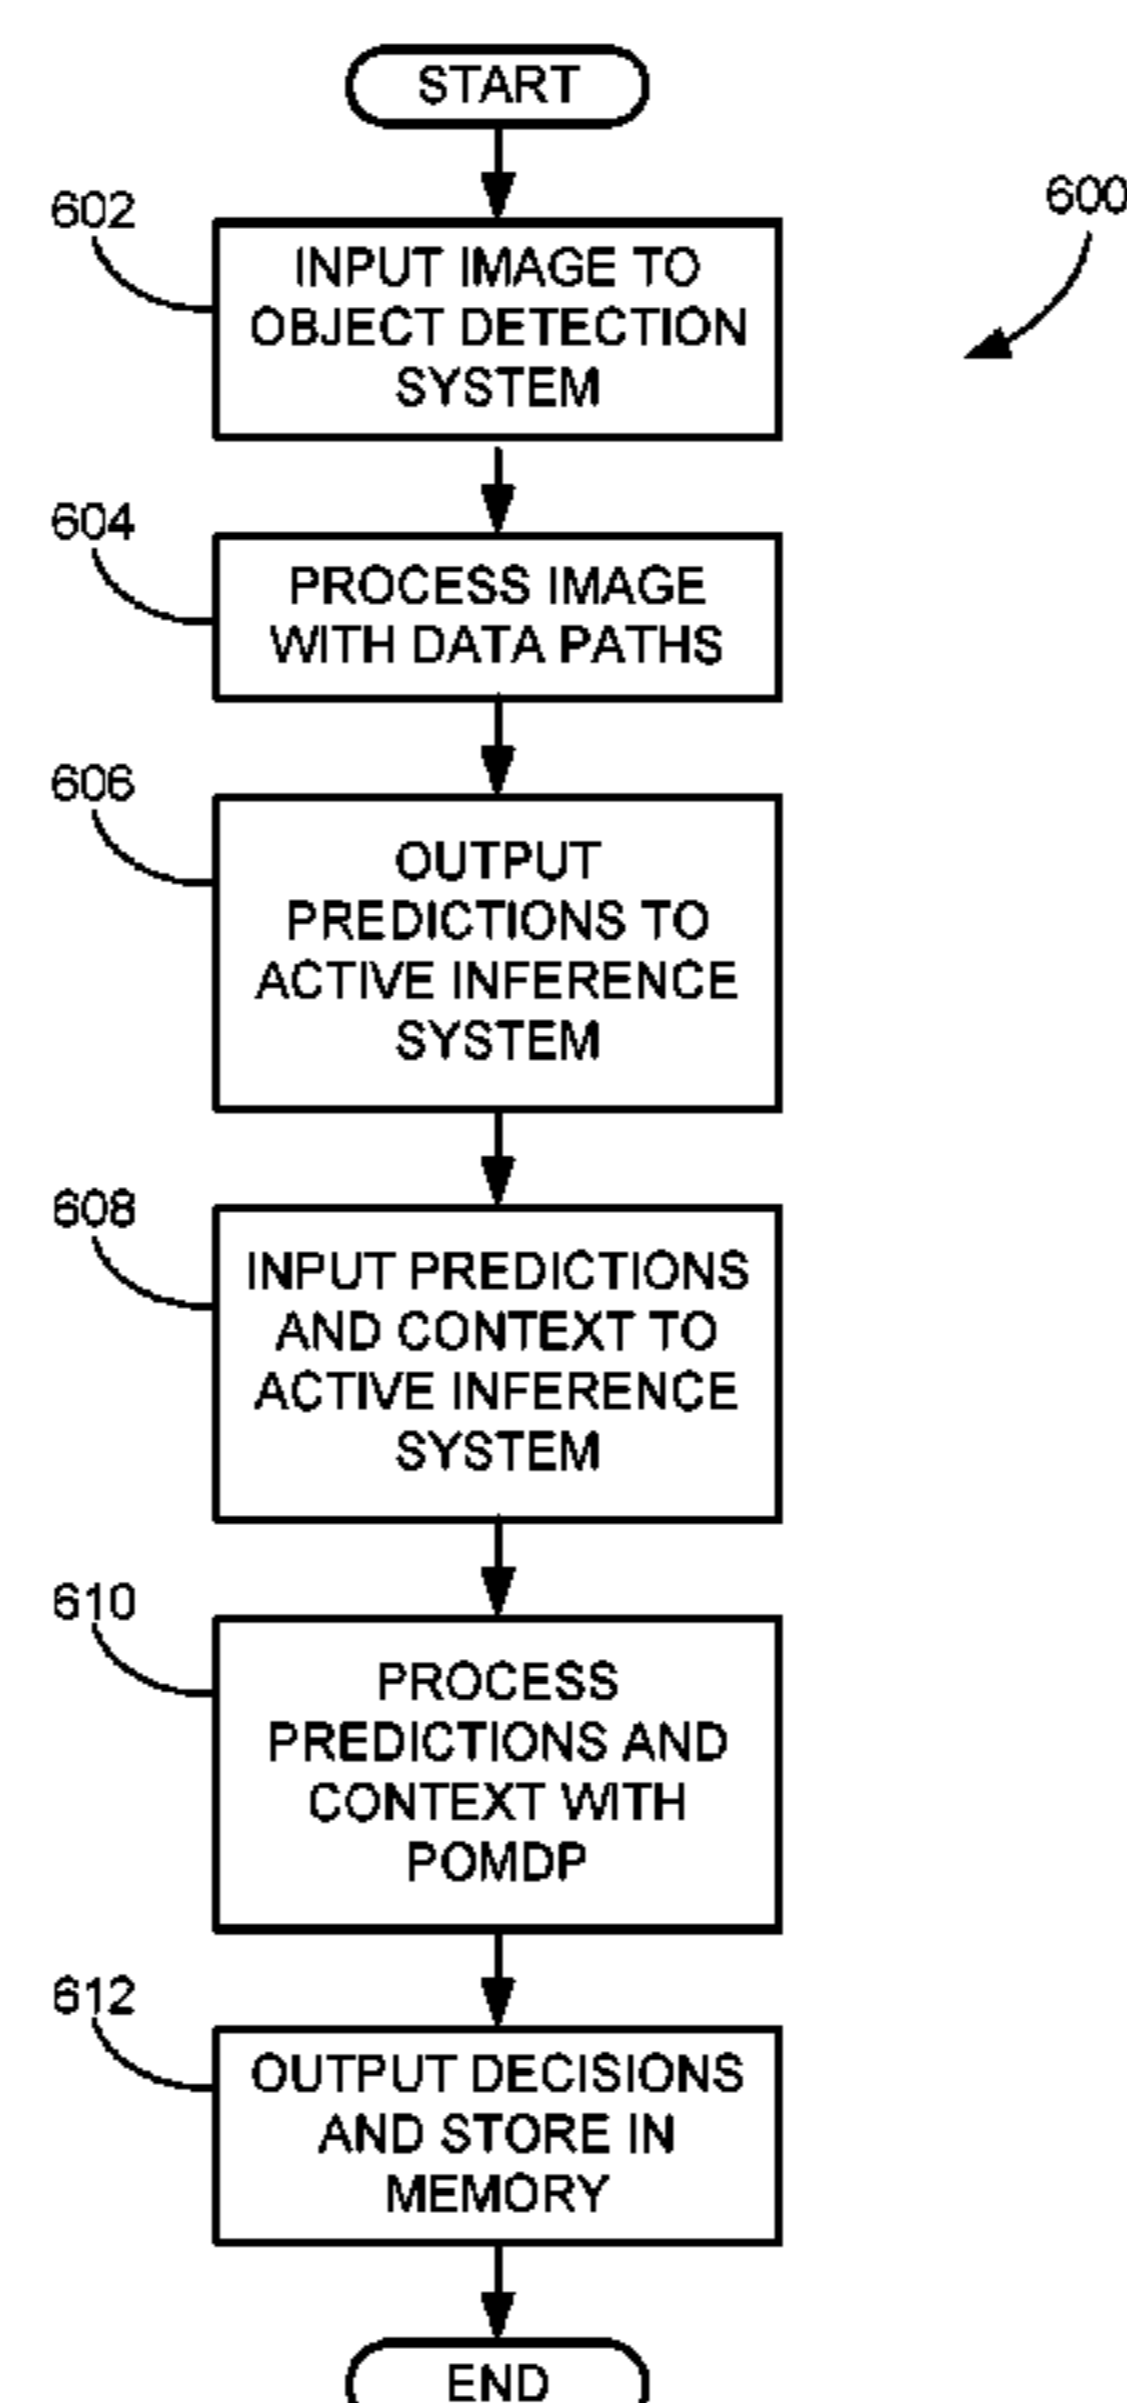 START
602
600
INPUT IMAGE TO
OBJECT DETECTION
SYSTEM
604
PROCESS IMAGE
WITH DATA PATHS
606
OUTPUT
PREDICTIONS TO
ACTIVE INFERENCE
SYSTEM
608
INPUT PREDICTIONS
AND CONTEXT TO
ACTIVE INFERENCE
SYSTEM
610
PROCESS
PREDICTIONS AND
CONTEXT WITH
POMDP
612
OUTPUT DECISIONS
AND STORE IN
MEMORY
END